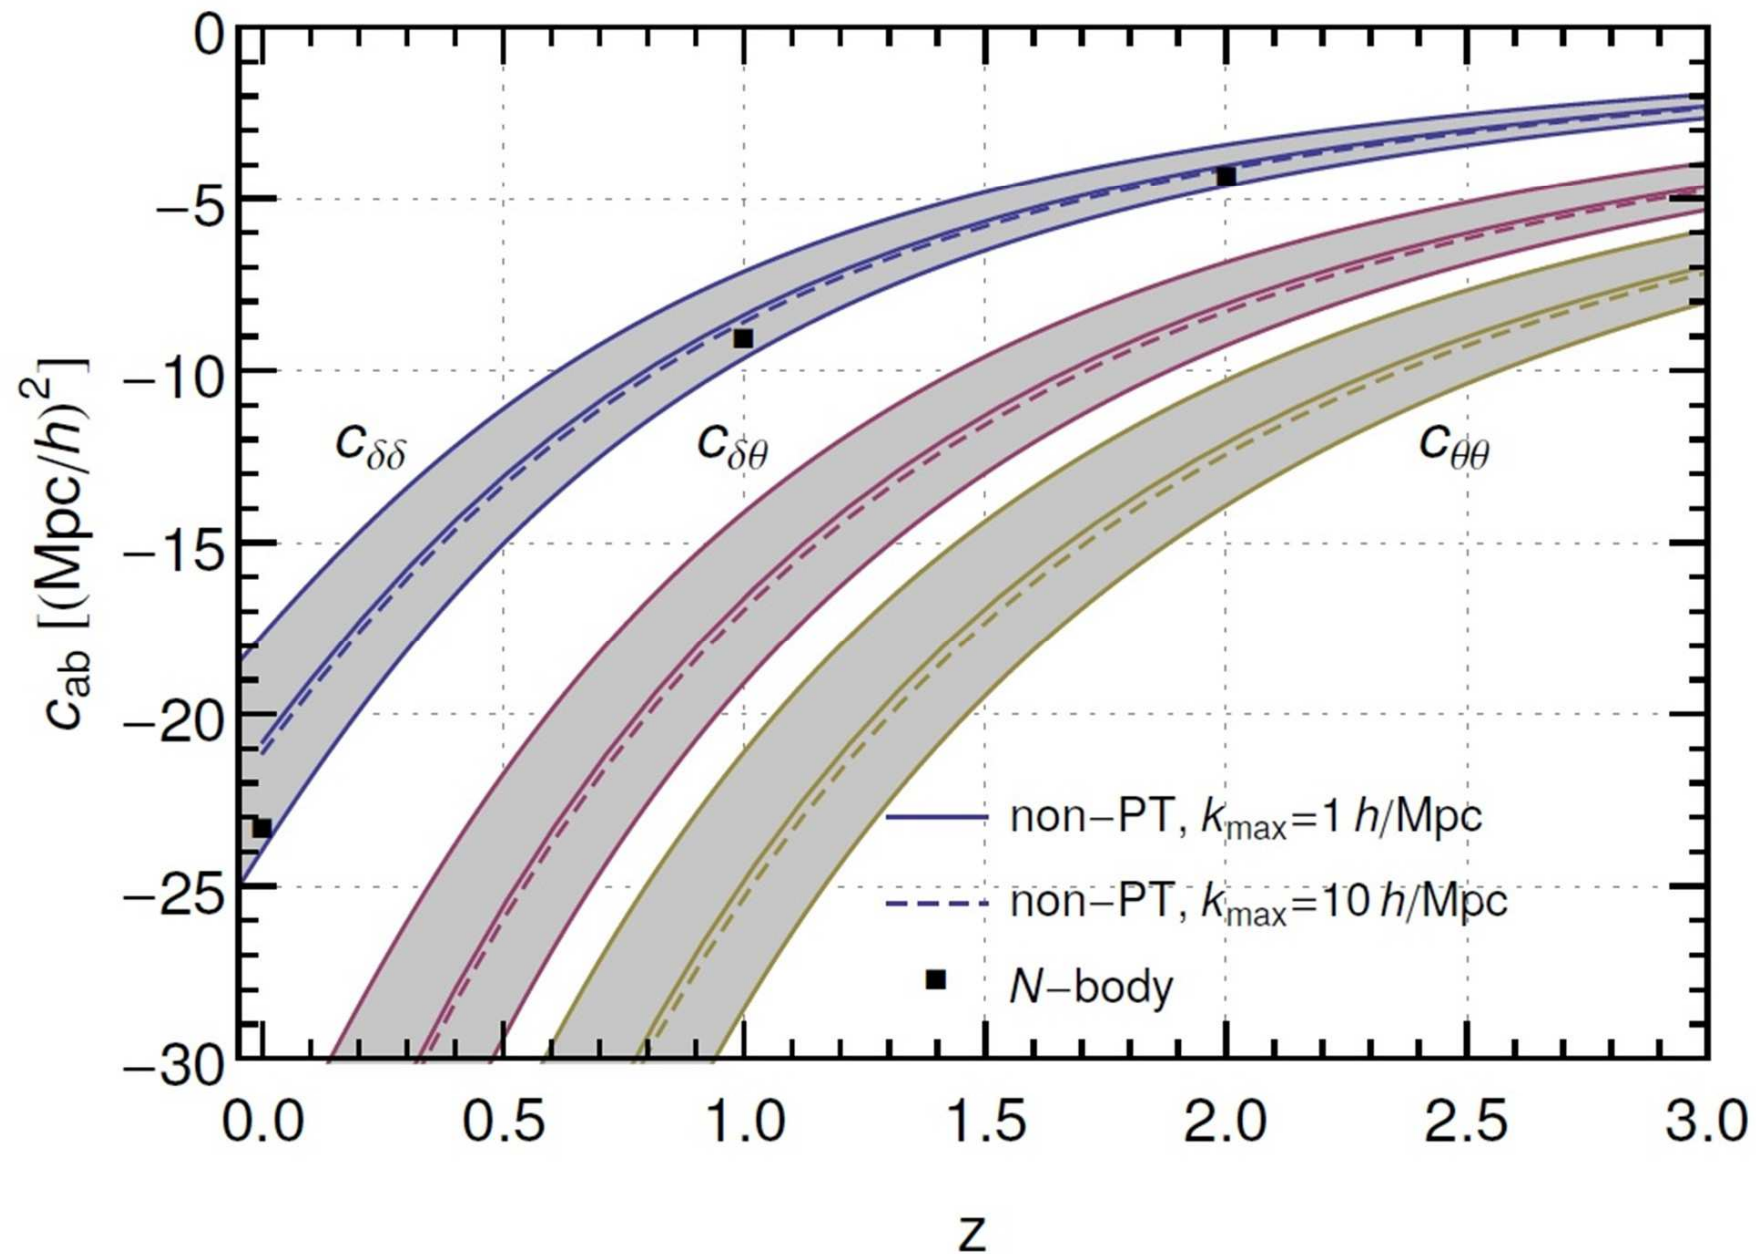 0
−5
−10
−15
−20
−25
−30
c_ab [(Mpc/h)²]
c_δδ
c_δθ
c_θθ
non−PT, k_max=1 h/Mpc
non−PT, k_max=10 h/Mpc
N−body
0.0 0.5 1.0 1.5 2.0 2.5 3.0
z